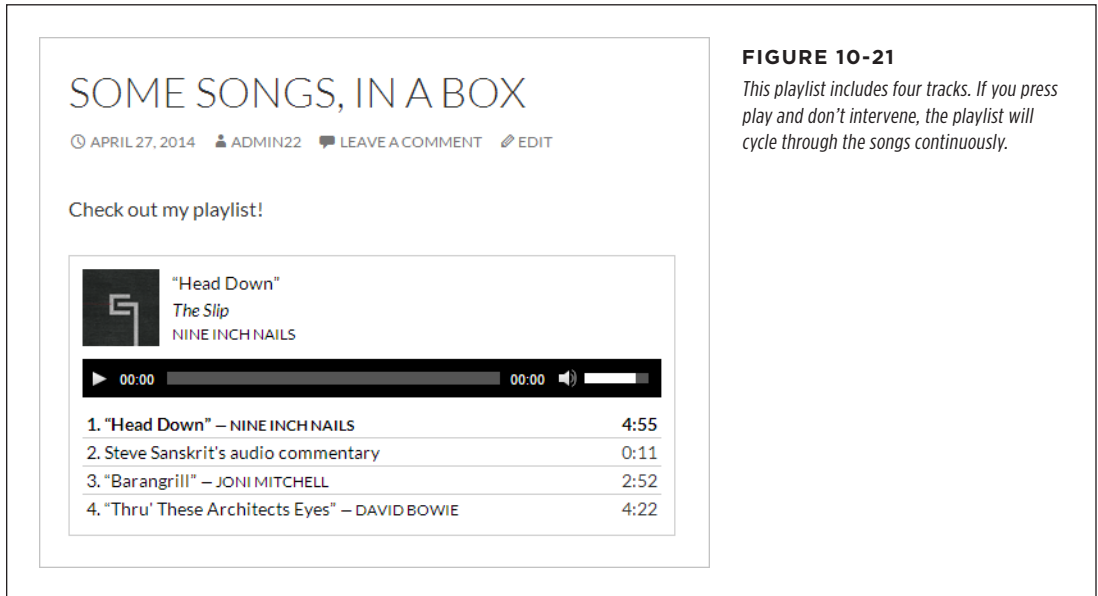 SOME SONGS, IN A BOX
APRIL 27, 2014 ADMIN22 LEAVE A COMMENT EDIT
Check out my playlist!
“Head Down”
The Slip
NINE INCH NAILS
00:00 00:00
1. “Head Down” — NINE INCH NAILS 4:55
2. Steve Sanskrit's audio commentary 0:11
3. “Barangrill” — JONI MITCHELL 2:52
4. “Thru' These Architects Eyes” — DAVID BOWIE 4:22
FIGURE 10-21
This playlist includes four tracks. If you press
play and don’t intervene, the playlist will
cycle through the songs continuously.